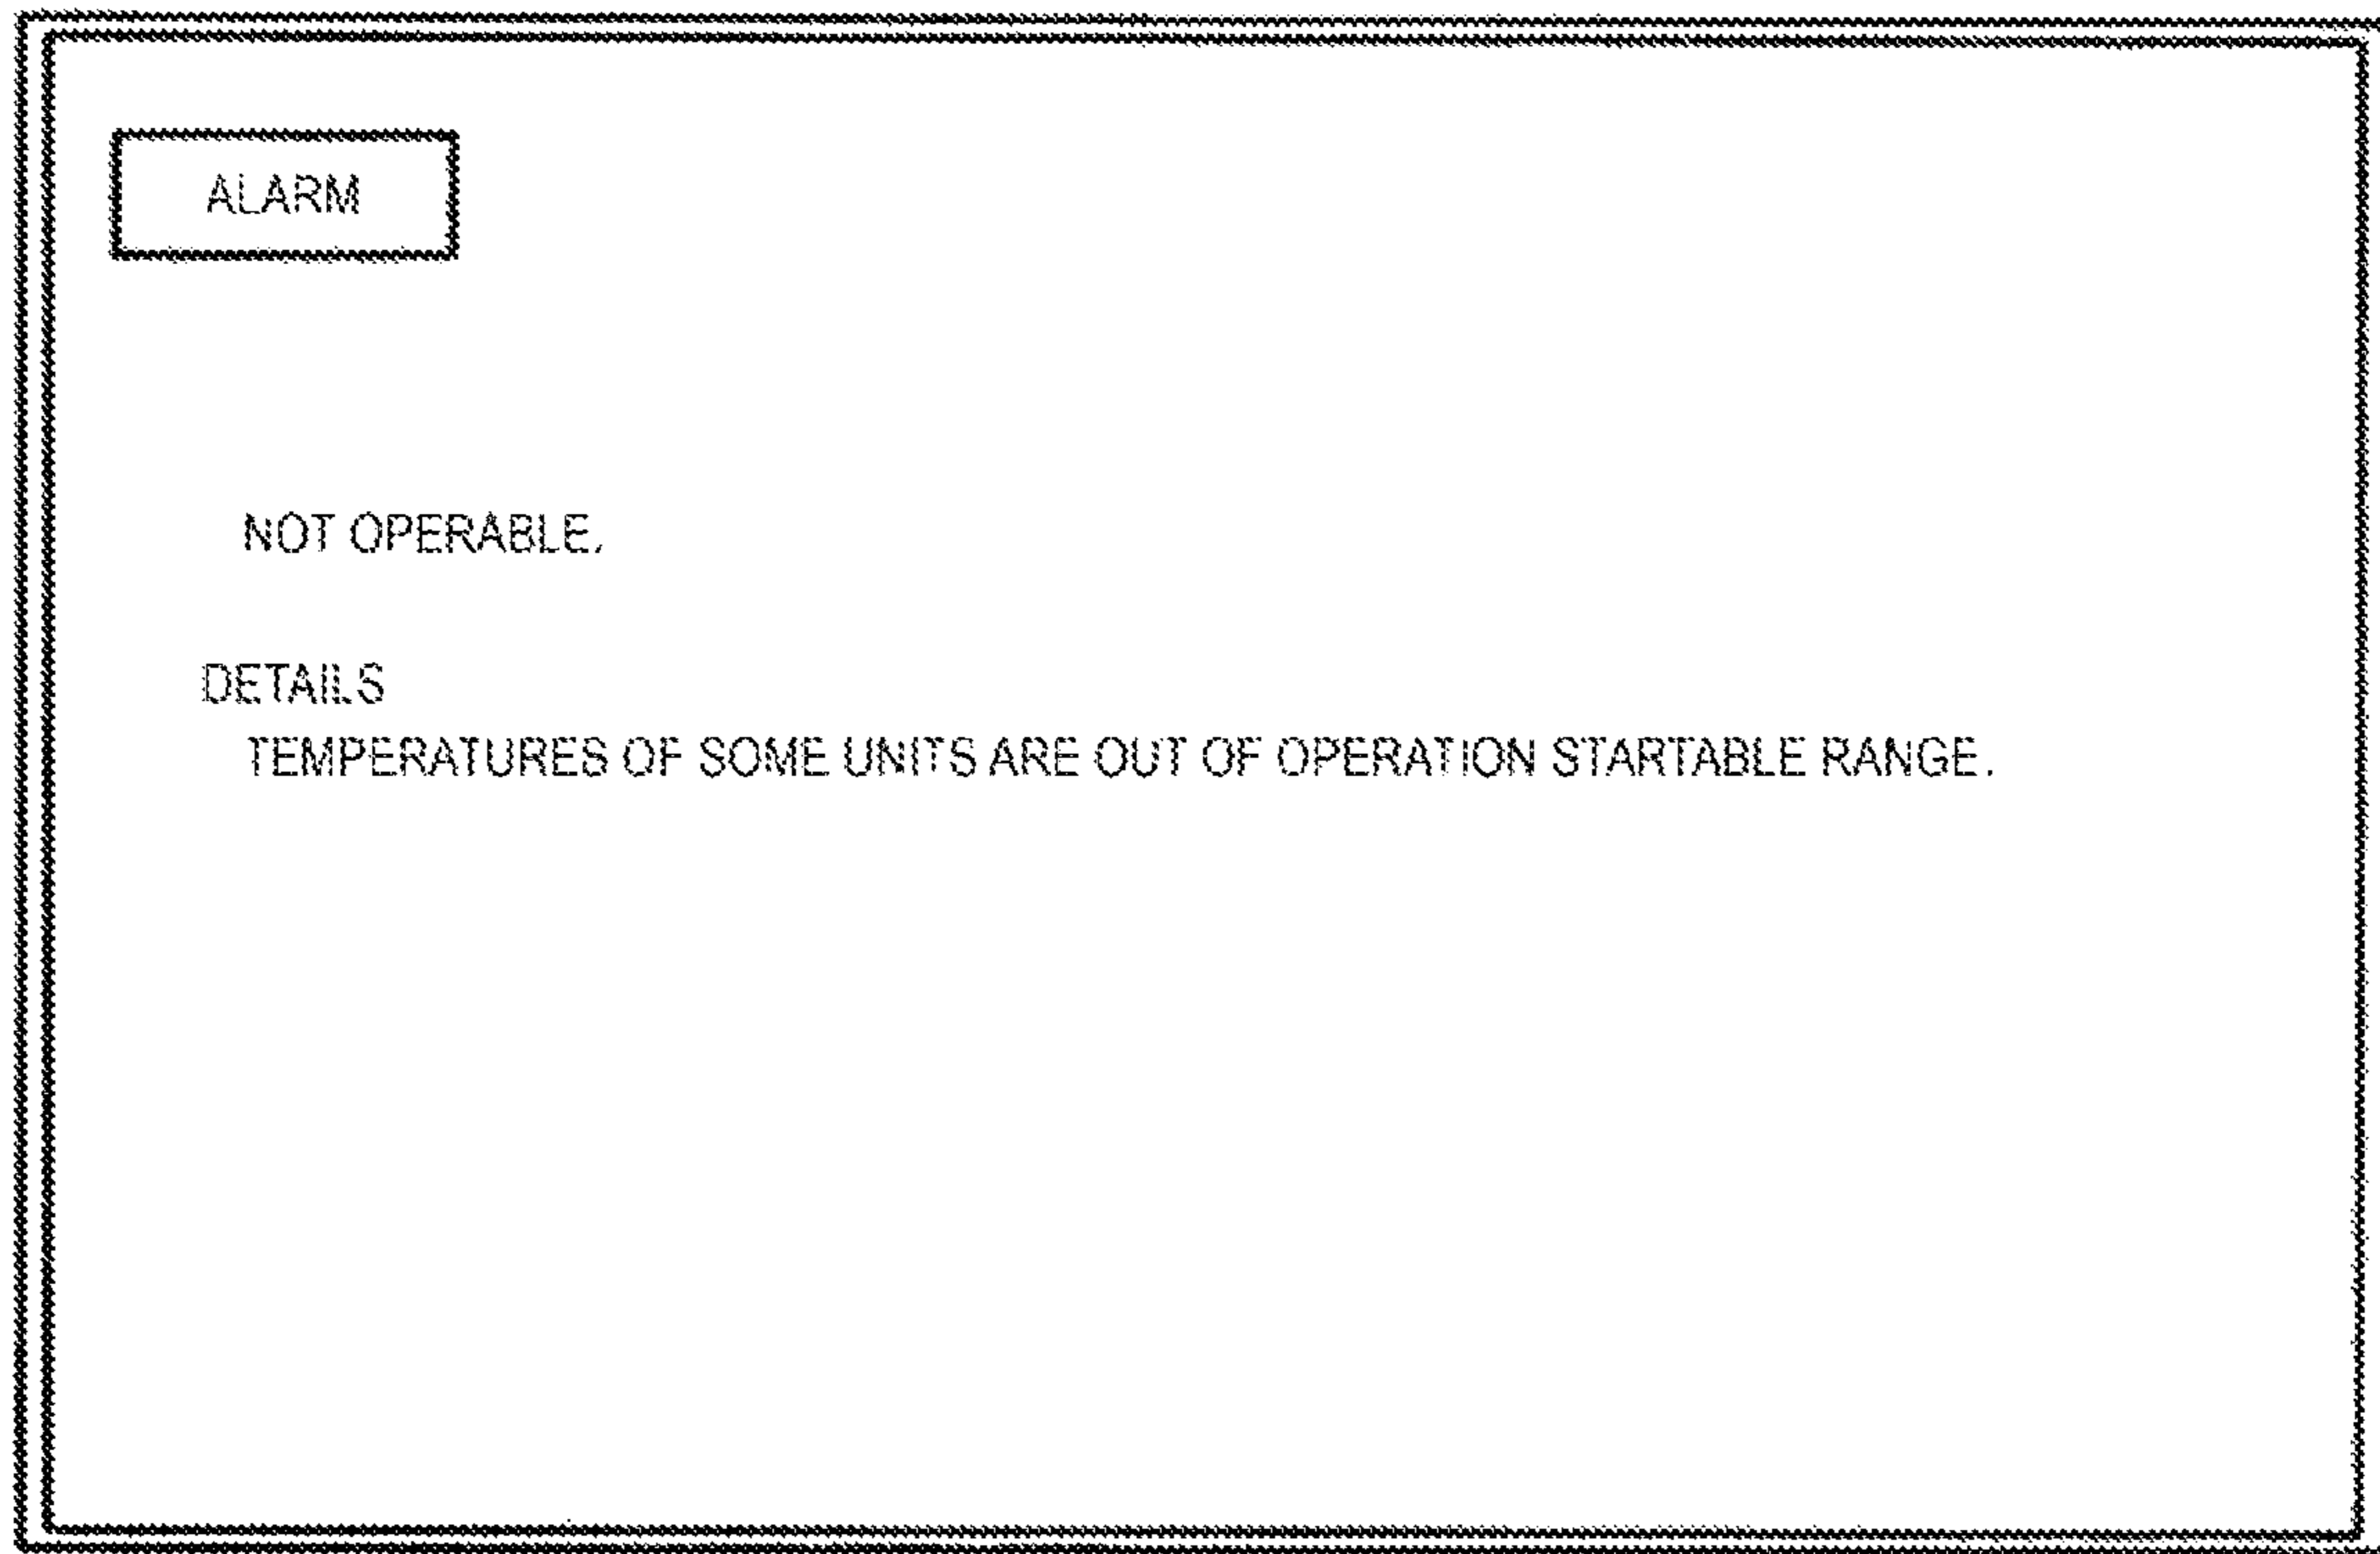 ALARM
NOT OPERABLE.
DETAILS
TEMPERATURES OF SOME UNITS ARE OUT OF OPERATION STARTABLE RANGE.